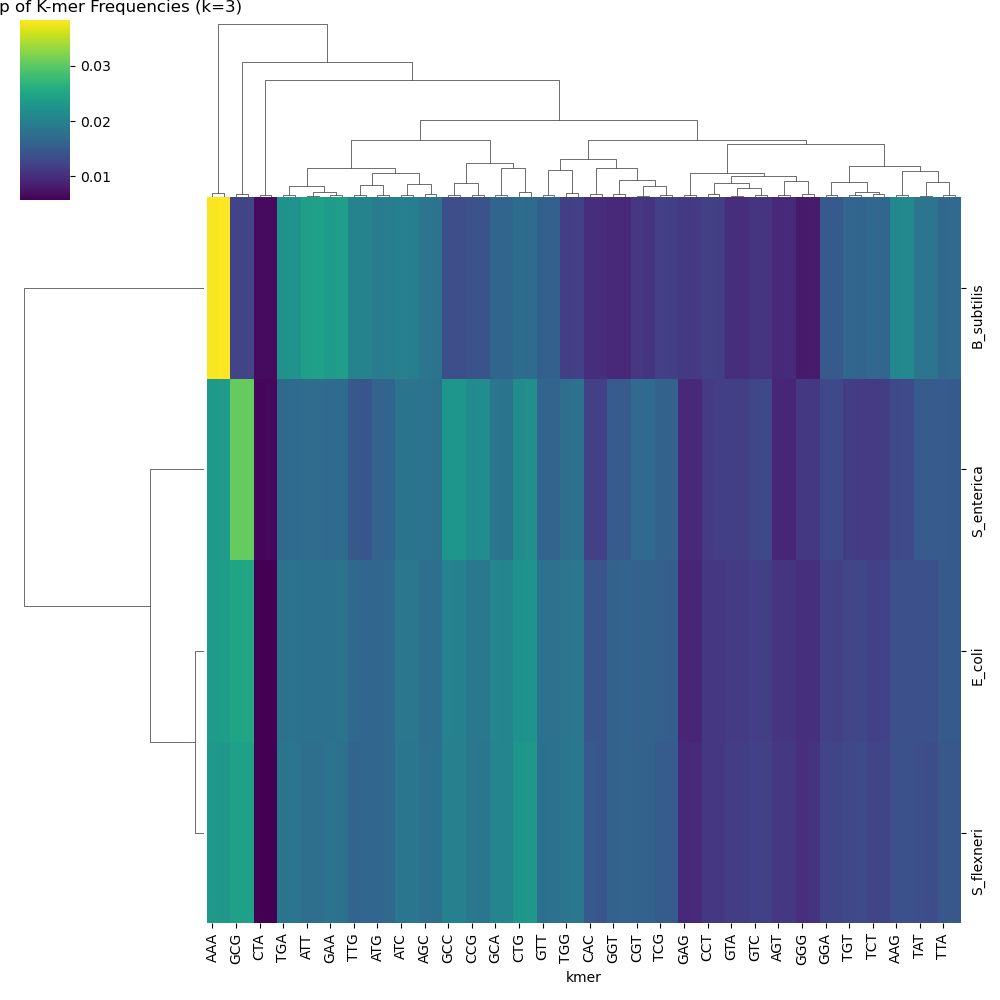 p of K-mer Frequencies (k=3)
0.03
0.02
0.01
B_subtilis
S_enterica
E_coli
S_flexneri
AAA
GCG
CTA
TGA
ATT
GAA
TTG
ATG
ATC
AGC
GCC
CCG
GCA
CTG
GTT
TGG
CAC
GGT
CGT
TCG
GAG
CCT
GTA
GTC
AGT
GGG
GGA
TGT
TCT
AAG
TAT
TTA
kmer